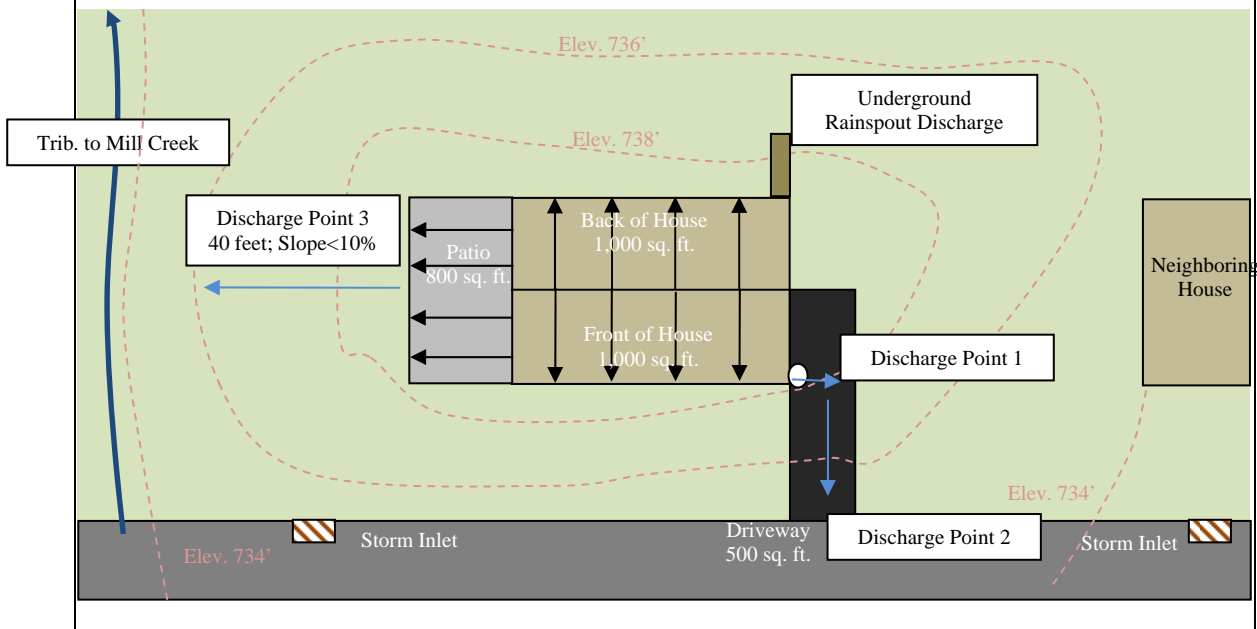 Elev. 736’
Underground
Rainspout Discharge
Trib. to Mill Creek
Elev. 738’
Discharge Point 3
40 feet; Slope<10%
Back of House
1,000 sq. ft.
Patio
800 sq. ft.
Neighboring
House
Front of House
1,000 sq. ft.
Discharge Point 1
Elev. 734’
Driveway
500 sq. ft.
Discharge Point 2
Storm Inlet
Storm Inlet
Elev. 734’